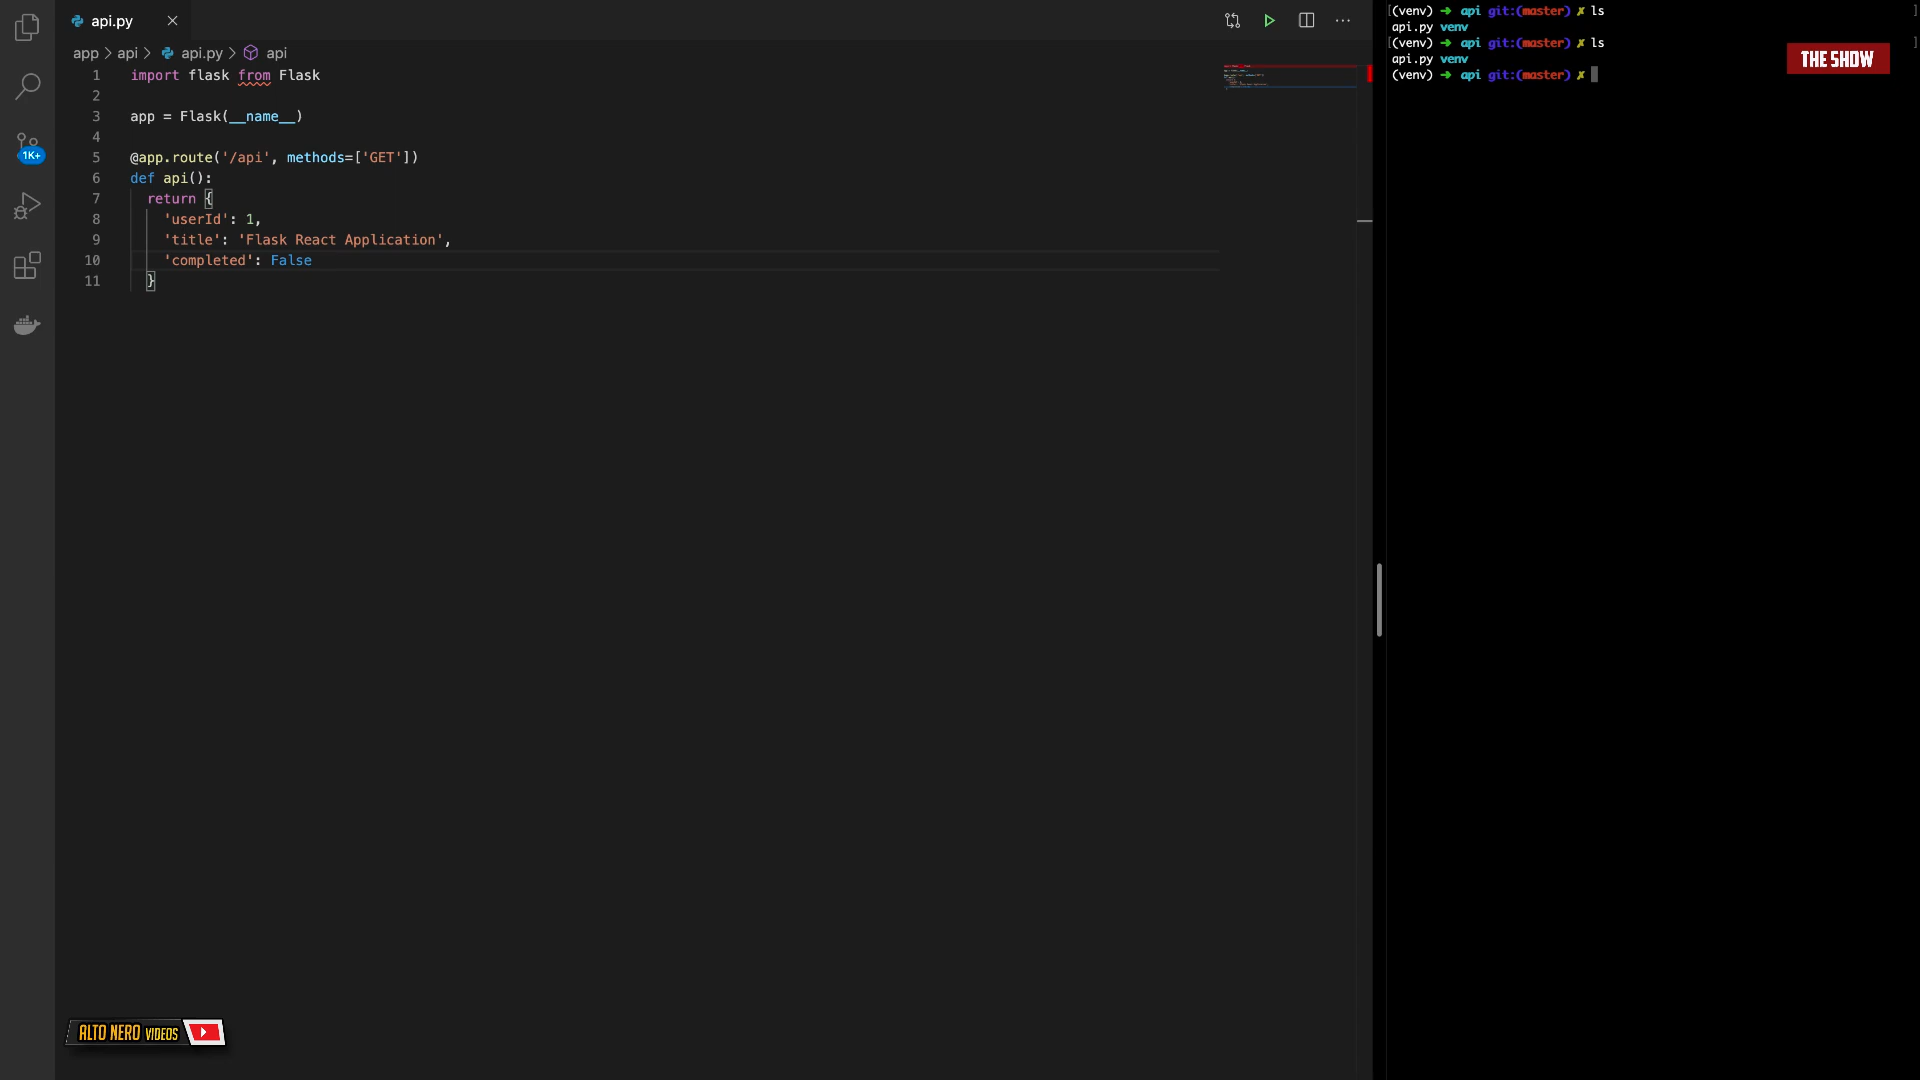 api.py
app > api > api.py > api
1 import flask from Flask
2
3 app = Flask(__name__)
4
5 @app.route('/api', methods=['GET'])
6 def api():
7 return {
8 'userId': 1,
9 'title': 'Flask React Application',
10 'completed': False
11 }
1K+
(venv) ➜ api git:(master) ✗ ls
api.py venv
(venv) ➜ api git:(master) ✗ ls
api.py venv
(venv) ➜ api git:(master) ✗
THE SHOW
ALTO NERO VIDEOS